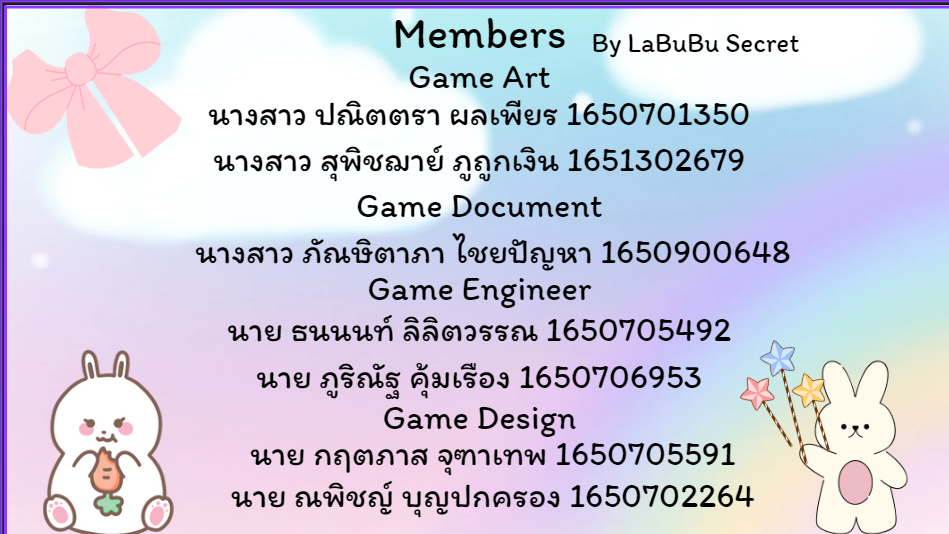 Members By LaBuBu Secret
Game Art
นางสาว ปณิตตรา ผลเพียร 1650701350
นางสาว สุพิชฌาย์ ภูถูกเงิน 1651302679
Game Document
นางสาว ภัณษิตาภา ไชยปัญหา 1650900648
Game Engineer
นาย ธนนนท์ ลิลิตวรรณ 1650705492
นาย ภูริณัฐ คุ้มเรือง 1650706953
Game Design
นาย กฤตภาส จุฑาเทพ 1650705591
นาย ณพิชญ์ บุญปกครอง 1650702264